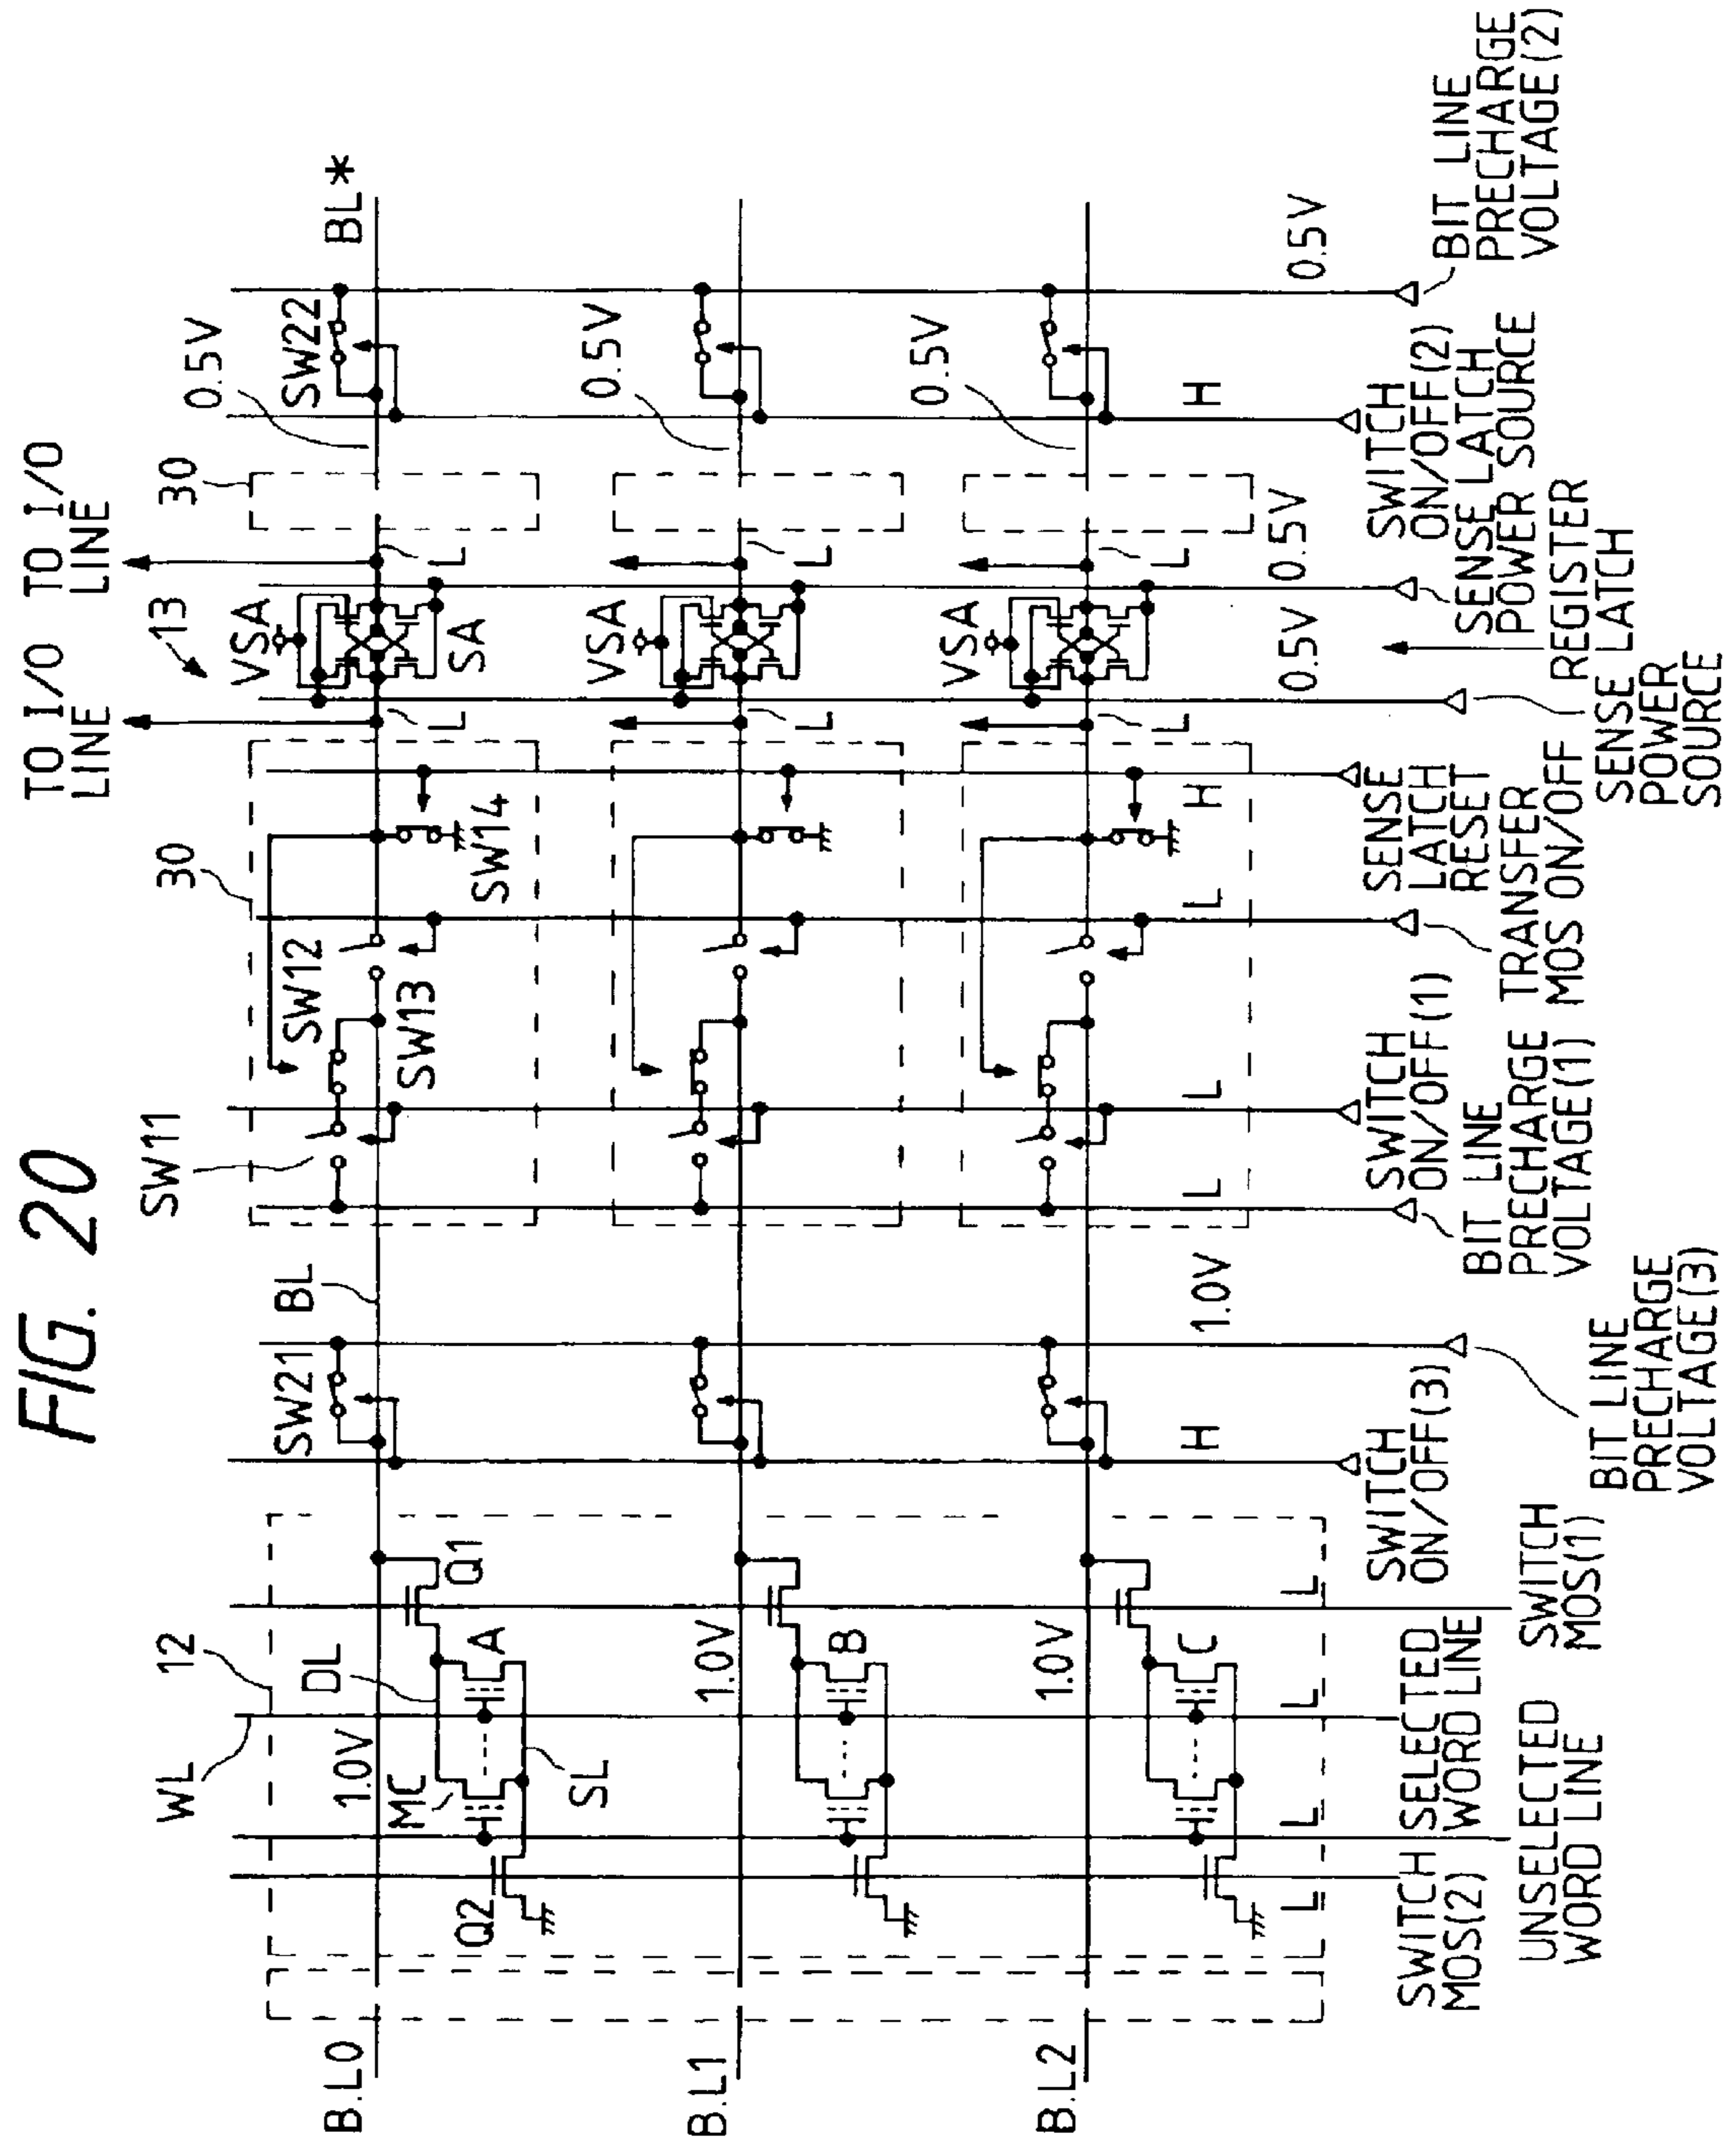 FIG. 20
TO I/O
LINE
TO I/O
LINE
13
SW11
30
30
WL
12
DL
1.0V
MC
A
SL
Q1
Q2
SW21
BL
SW12
SW13
SW14
VSA
SA
L
L
0.5V
SW22
BL*
B.L0
1.0V
B
VSA
L
L
0.5V
B.L1
1.0V
C
VSA
L
L
0.5V
B.L2
L
L
L
L
H
1.0V
L
L
L
H
0.5V
0.5V
H
0.5V
SWITCH
MOS(2)
UNSELECTED
WORD LINE
SELECTED
WORD LINE
SWITCH
MOS(1)
SWITCH
ON/OFF(3)
BIT LINE
PRECHARGE
VOLTAGE(3)
BIT LINE
PRECHARGE
VOLTAGE(1)
SWITCH
ON/OFF(1)
TRANSFER
MOS ON/OFF
SENSE
LATCH
RESET
SENSE LATCH
POWER
SOURCE
REGISTER
SENSE LATCH
POWER SOURCE
SWITCH
ON/OFF(2)
BIT LINE
PRECHARGE
VOLTAGE(2)